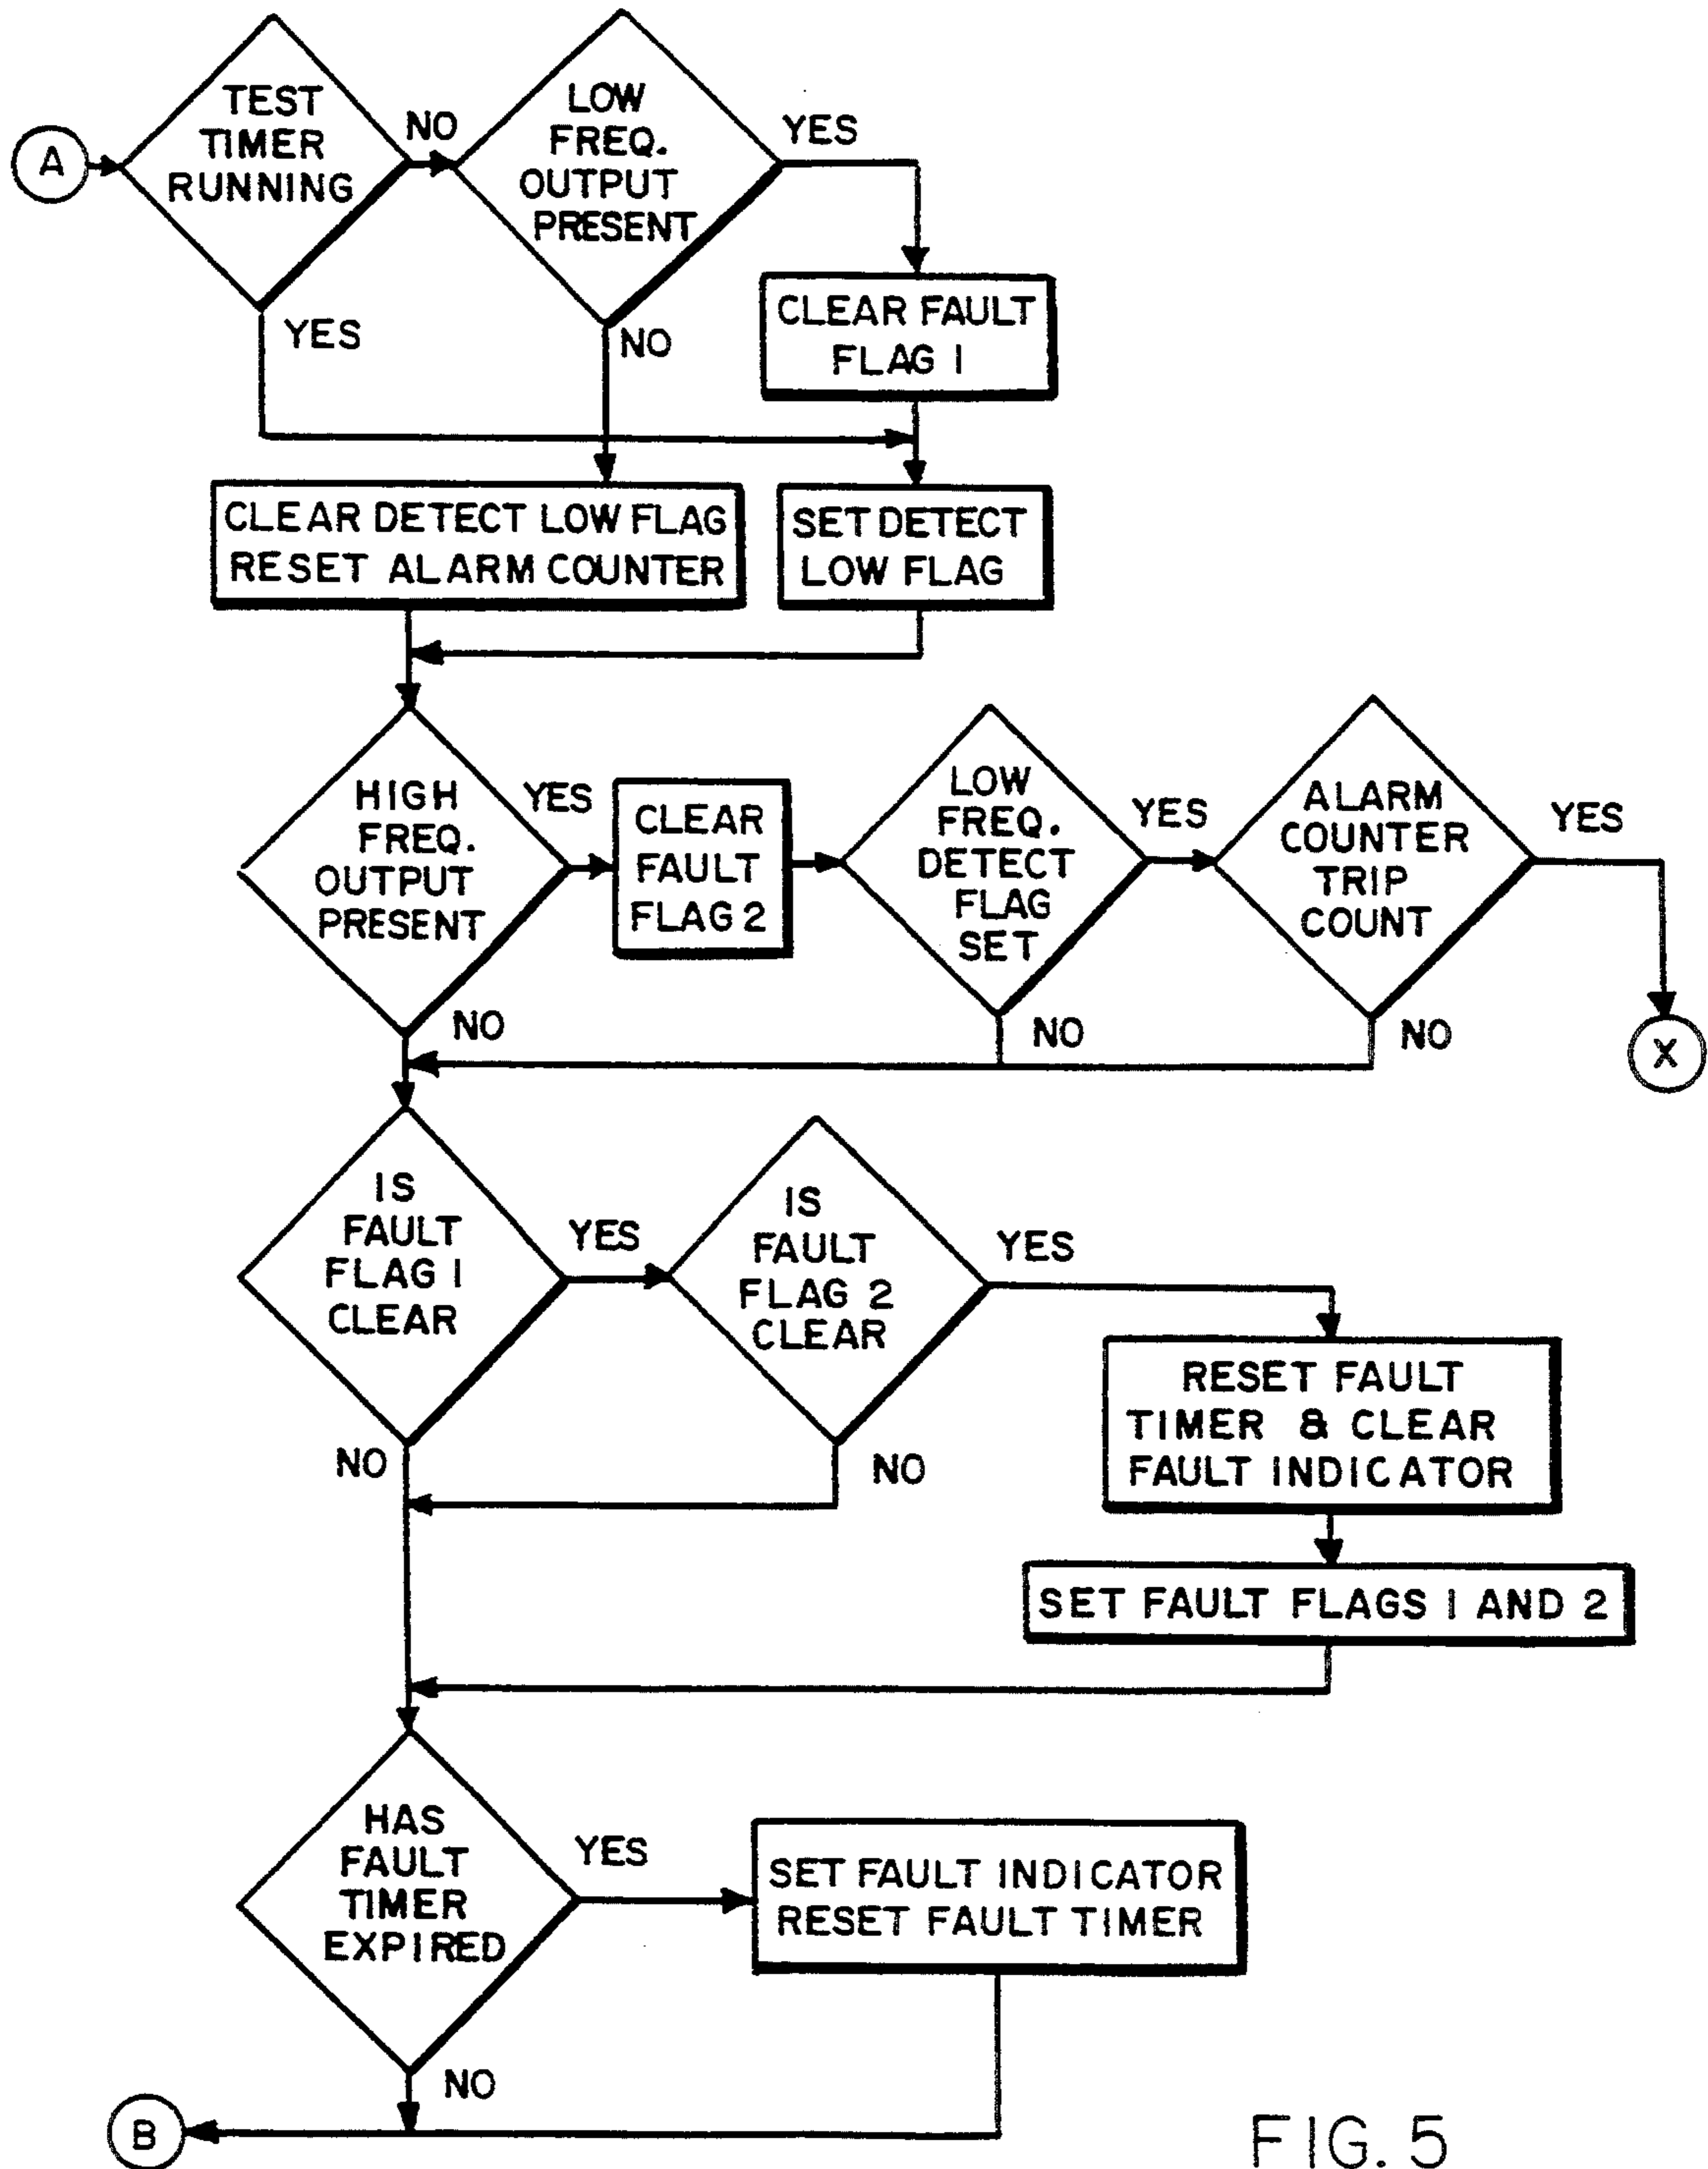 A
TEST
TIMER
RUNNING
NO
LOW
FREQ.
OUTPUT
PRESENT
YES
YES
NO
CLEAR FAULT
FLAG 1
CLEAR DETECT LOW FLAG
RESET ALARM COUNTER
SET DETECT
LOW FLAG
HIGH
FREQ.
OUTPUT
PRESENT
YES
CLEAR
FAULT
FLAG 2
LOW
FREQ.
DETECT
FLAG
SET
YES
ALARM
COUNTER
TRIP
COUNT
YES
NO
NO
NO
X
IS
FAULT
FLAG 1
CLEAR
YES
IS
FAULT
FLAG 2
CLEAR
YES
NO
NO
RESET FAULT
TIMER & CLEAR
FAULT INDICATOR
SET FAULT FLAGS 1 AND 2
HAS
FAULT
TIMER
EXPIRED
YES
SET FAULT INDICATOR
RESET FAULT TIMER
NO
B
FIG. 5